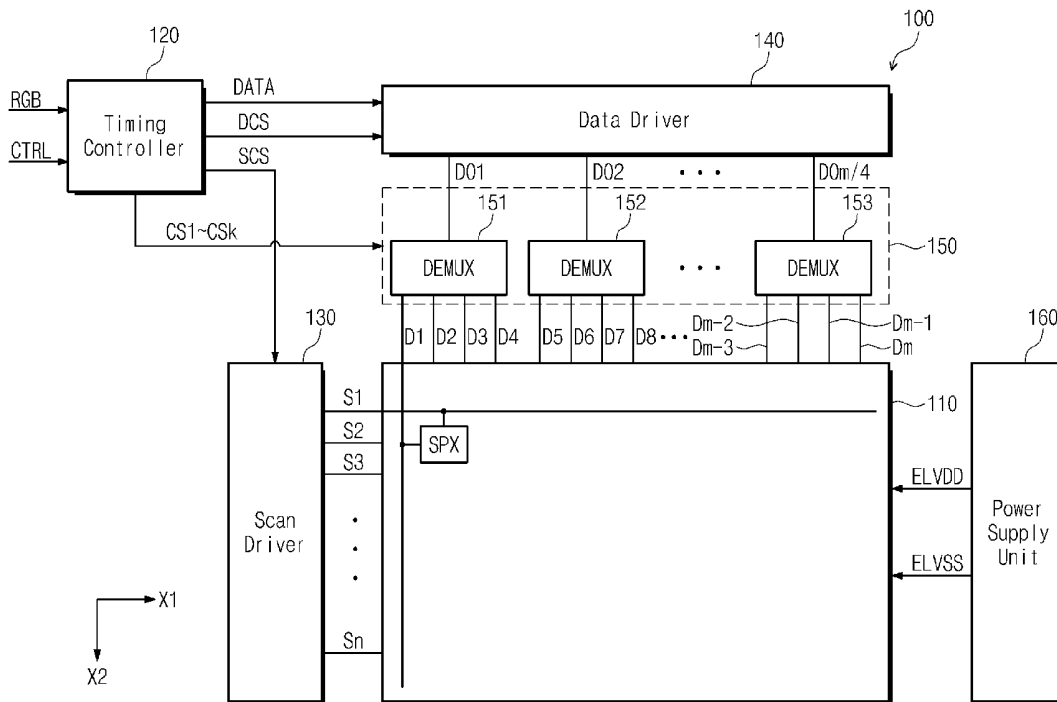 100
120
140
RGB
CTRL
Timing
Controller
DATA
DCS
SCS
Data Driver
DO1
DO2
• • •
DOm/4
CS1~CSk
151
152
153
150
DEMUX
DEMUX
• • •
DEMUX
D1
D2
D3
D4
D5
D6
D7
D8
•••
Dm-2
Dm-3
Dm-1
Dm
130
160
110
S1
S2
S3
Sn
SPX
Scan
Driver
ELVDD
ELVSS
Power
Supply
Unit
X1
X2